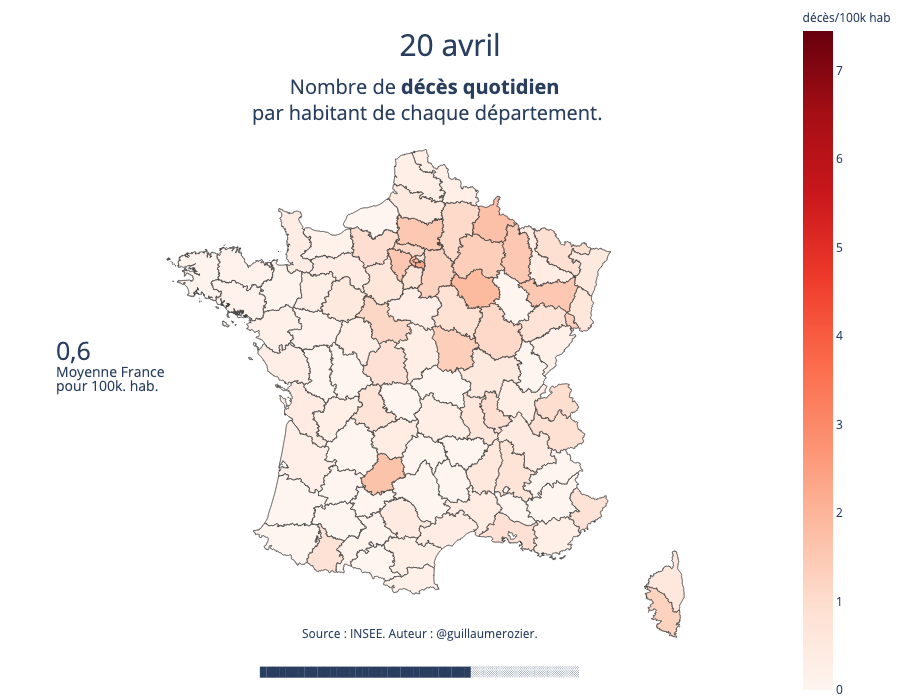 décès/100k hab
20 avril
Nombre de décès quotidien
par habitant de chaque département.
7
6
5
4
3
2
1
0
0,6
Moyenne France
pour 100k. hab.
Source : INSEE. Auteur : @guillaumerozier.